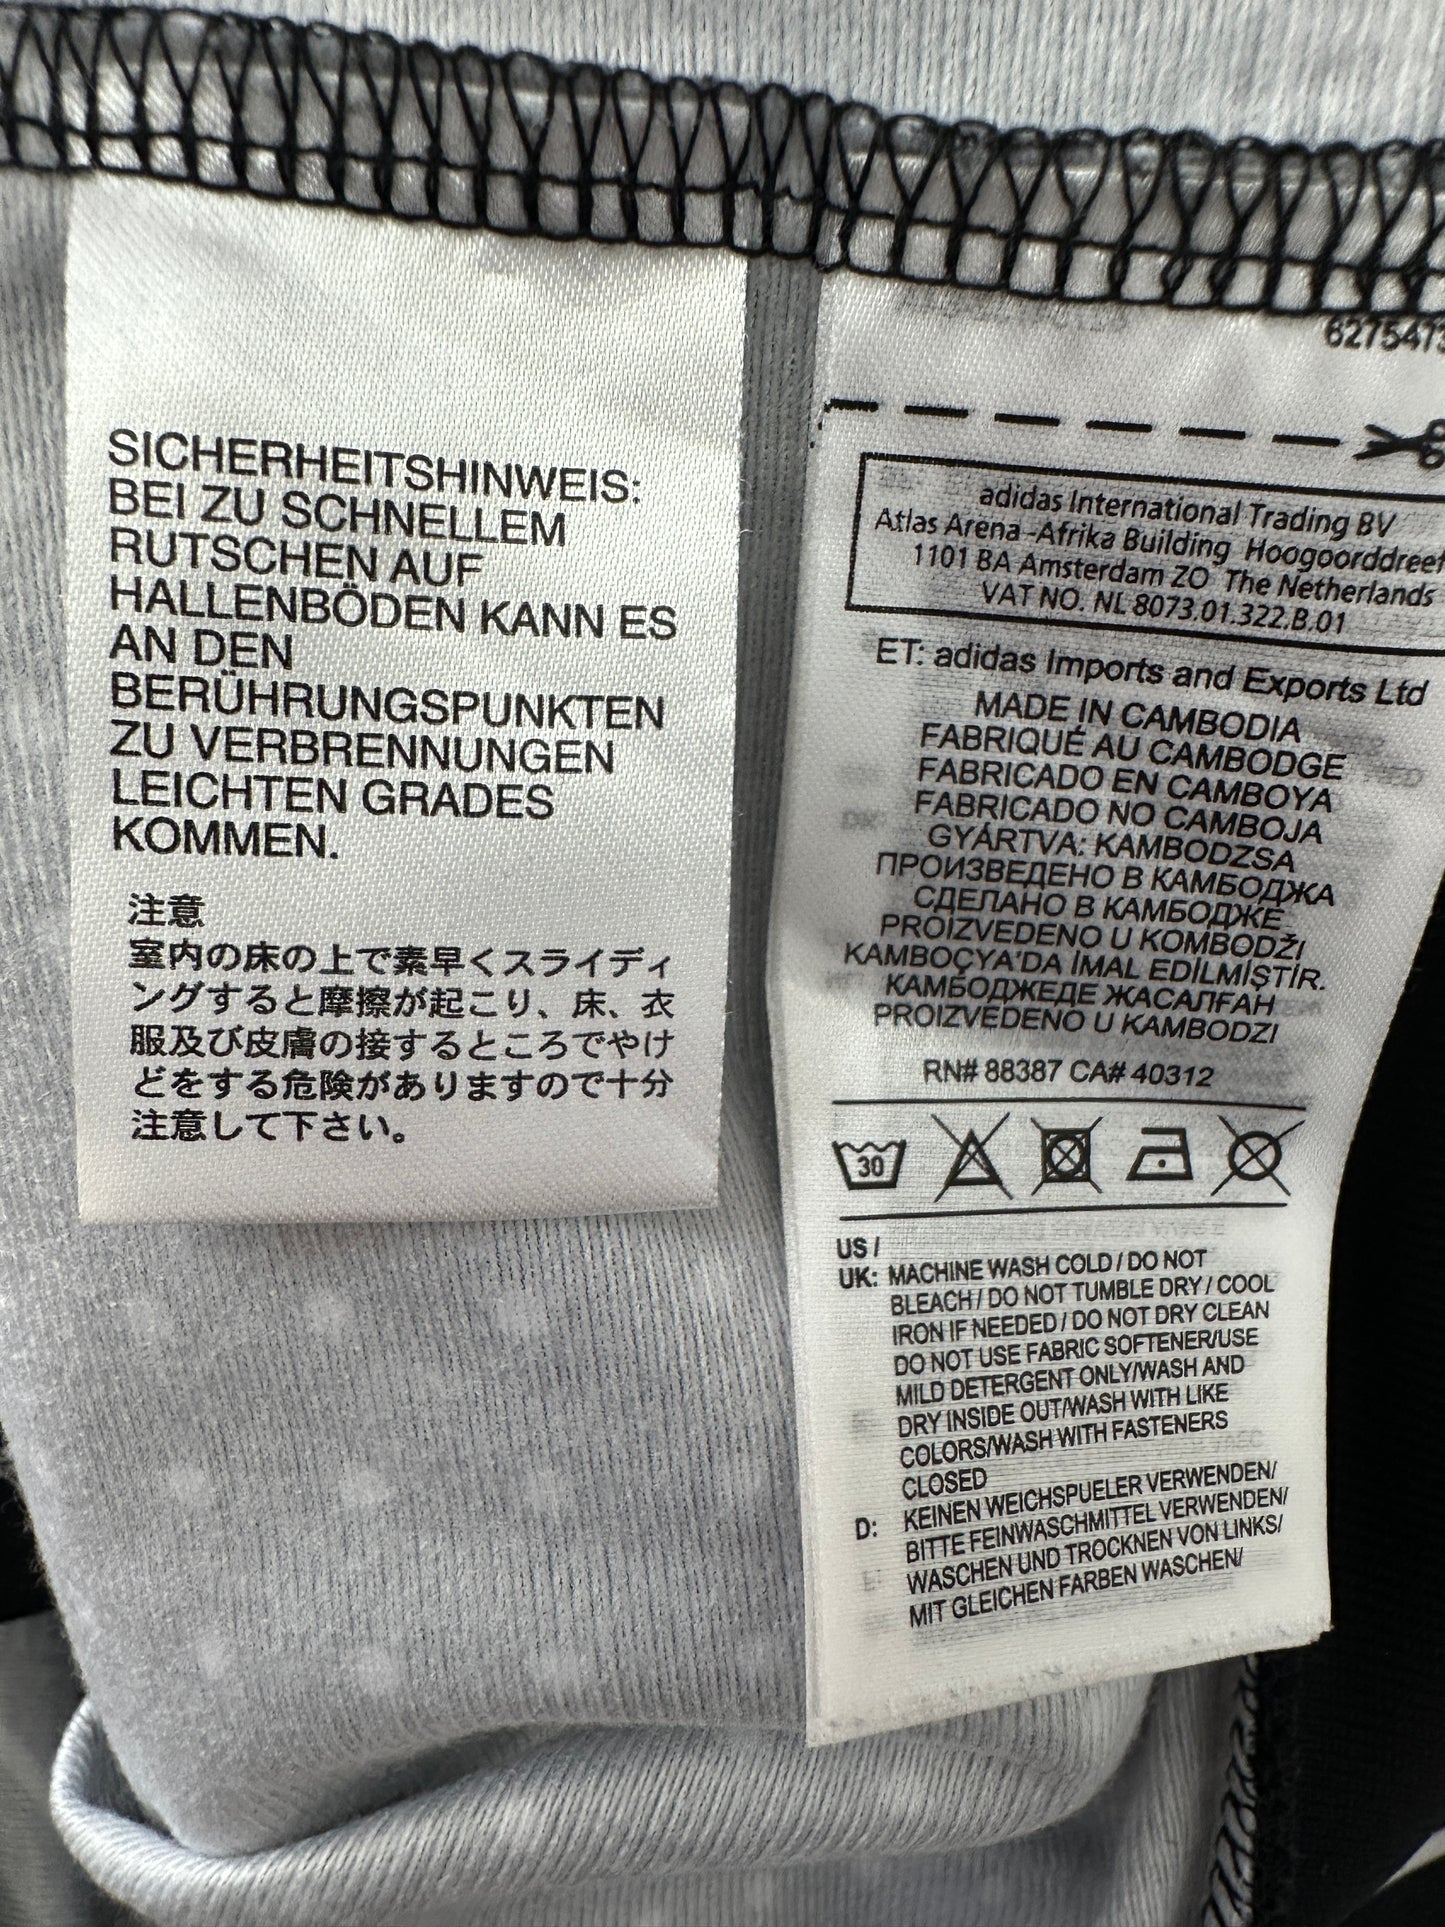 SICHERHEITSHINWEIS:
BEI ZU SCHNELLEM
RUTSCHEN AUF
HALLENBÖDEN KANN ES
AN DEN
BERÜHRUNGSPUNKTEN
ZU VERBRENNUNGEN
LEICHTEN GRADES
KOMMEN.
注意
室内の床の上で素早くスライディ
ングすると摩擦が起こり、床、衣
服及び皮膚の接するところでやけ
どをする危険がありますので十分
注意して下さい。
adidas International Trading BV
Atlas Arena -Afrika Building Hoogoorddreef
1101 BA Amsterdam ZO The Netherlands
VAT NO. NL 8073.01.322.B.01
ET: adidas Imports and Exports Ltd
MADE IN CAMBODIA
FABRIQUÉ AU CAMBODGE
FABRICADO EN CAMBOYA
FABRICADO NO CAMBOJA
GYÁRTVA: KAMBODZSA
ПРОИЗВЕДЕНО В КАМБОДЖА
СДЕЛАНО В КАМБОДЖЕ
PROIZVEDENO U KOMBODŽI
KAMBOÇYA'DA İMAL EDİLMİŞTİR.
КАМБОДЖЕДЕ ЖАСАЛҒАН
PROIZVEDENO U KAMBODZI
RN# 88387 CA# 40312
30
US /
UK: MACHINE WASH COLD / DO NOT
BLEACH / DO NOT TUMBLE DRY / COOL
IRON IF NEEDED / DO NOT DRY CLEAN
DO NOT USE FABRIC SOFTENER/USE
MILD DETERGENT ONLY/WASH AND
DRY INSIDE OUT/WASH WITH LIKE
COLORS/WASH WITH FASTENERS
CLOSED
D: KEINEN WEICHSPUELER VERWENDEN/
BITTE FEINWASCHMITTEL VERWENDEN/
WASCHEN UND TROCKNEN VON LINKS/
MIT GLEICHEN FARBEN WASCHEN/